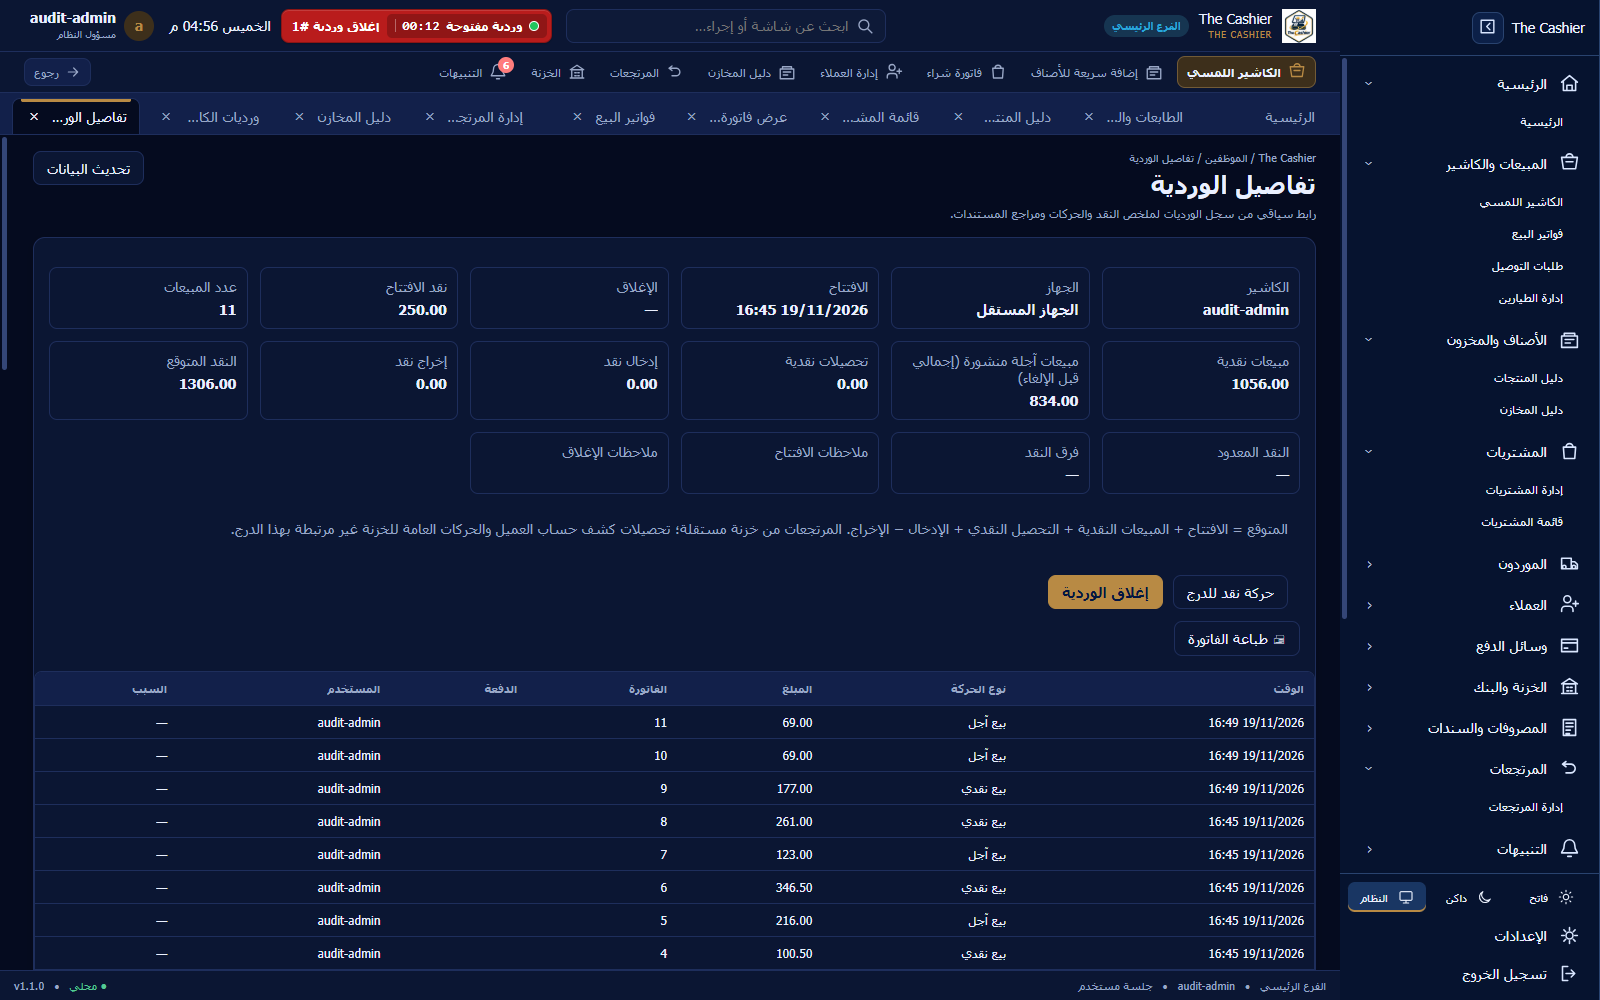 The Cashier
الرئيسية
الرئيسية
المبيعات والكاشير
الكاشير اللمسي
فواتير البيع
طلبات التوصيل
إدارة الطيارين
الأصناف والمخزون
دليل المنتجات
دليل المخازن
المشتريات
إدارة المشتريات
قائمة المشتريات
الموردون
العملاء
وسائل الدفع
الخزنة والبنك
المصروفات والسندات
المرتجعات
إدارة المرتجعات
التنبيهات
فاتح داكن النظام
الإعدادات
تسجيل الخروج
The Cashier
THE CASHIER
الفرع الرئيسي
ابحث عن شاشة أو إجراء...
وردية مفتوحة 00:12 إغلاق وردية #1
الخميس 04:56 م
audit-admin
مسؤول النظام
a
الكاشير اللمسي إضافة سريعة للأصناف فاتورة شراء إدارة العملاء دليل المخازن المرتجعات الخزنة التنبيهات 6 رجوع
الرئيسية الطابعات وال... × دليل المنتـ... × قائمة المشـ... × عرض فاتورة... × فواتير البيع × إدارة المرتجـ... × دليل المخازن × ورديات الكا... × تفاصيل الور... ×
The Cashier / الموظفين / تفاصيل الوردية
تفاصيل الوردية
رابط سياقي من سجل الورديات لملخص النقد والحركات ومراجع المستندات.
تحديث البيانات
الكاشير
audit-admin
الجهاز
الجهاز المستقل
الافتتاح
19/11/2026 16:45
الإغلاق
—
نقد الافتتاح
250.00
عدد المبيعات
11
مبيعات نقدية
1056.00
مبيعات آجلة منشورة (إجمالي
قبل الإلغاء)
834.00
تحصيلات نقدية
0.00
إدخال نقد
0.00
إخراج نقد
0.00
النقد المتوقع
1306.00
النقد المعدود
—
فرق النقد
—
ملاحظات الافتتاح
ملاحظات الإغلاق
المتوقع = الافتتاح + المبيعات النقدية + التحصيل النقدي + الإدخال − الإخراج. المرتجعات من خزنة مستقلة؛ تحصيلات كشف حساب العميل والحركات العامة للخزنة غير مرتبطة بهذا الدرج.
حركة نقد للدرج إغلاق الوردية
طباعة الفاتورة
الوقت نوع الحركة المبلغ الفاتورة الدفعة المستخدم السبب
19/11/2026 16:49 بيع آجل 69.00 11 audit-admin —
19/11/2026 16:49 بيع آجل 69.00 10 audit-admin —
19/11/2026 16:49 بيع نقدي 177.00 9 audit-admin —
19/11/2026 16:45 بيع نقدي 261.00 8 audit-admin —
19/11/2026 16:45 بيع آجل 123.00 7 audit-admin —
19/11/2026 16:45 بيع نقدي 346.50 6 audit-admin —
19/11/2026 16:45 بيع آجل 216.00 5 audit-admin —
19/11/2026 16:45 بيع نقدي 100.50 4 audit-admin —
الفرع الرئيسي • audit-admin • جلسة مستخدم
محلي • v1.1.0